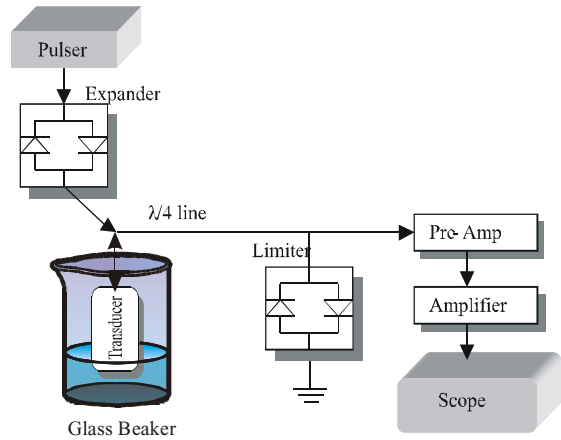 Pulser
Expander
λ/4 line
Limiter
Pre-Amp
Transducer
Amplifier
Scope
Glass Beaker